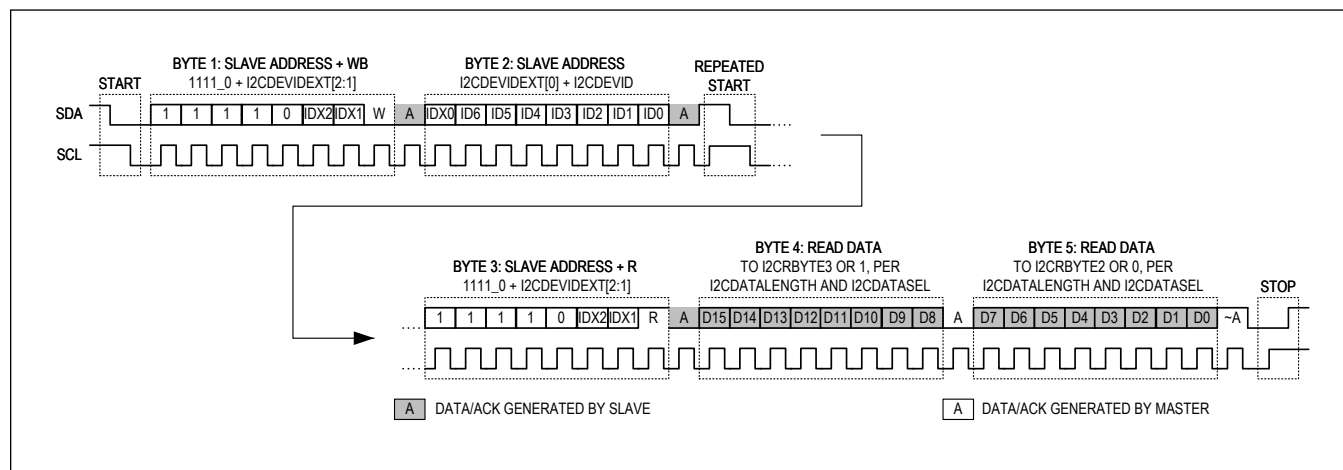 BYTE 1: SLAVE ADDRESS + WB
1111_0 + I2CDEVIDEXT[2:1]
BYTE 2: SLAVE ADDRESS
I2CDEVIDEXT[0] + I2CDEVID
REPEATED
START
START
SDA 1 1 1 1 0 IDX2 IDX1 W A IDX0 ID6 ID5 ID4 ID3 ID2 ID1 ID0 A ....
SCL ....
BYTE 3: SLAVE ADDRESS + R
1111_0 + I2CDEVIDEXT[2:1]
BYTE 4: READ DATA
TO I2CRBYTE3 OR 1, PER
I2CDATALENGTH AND I2CDATASEL
BYTE 5: READ DATA
TO I2CRBYTE2 OR 0, PER
I2CDATALENGTH AND I2CDATASEL
STOP
.... 1 1 1 1 0 IDX2 IDX1 R A D15 D14 D13 D12 D11 D10 D9 D8 A D7 D6 D5 D4 D3 D2 D1 D0 ~A
....
A DATA/ACK GENERATED BY SLAVE
A DATA/ACK GENERATED BY MASTER